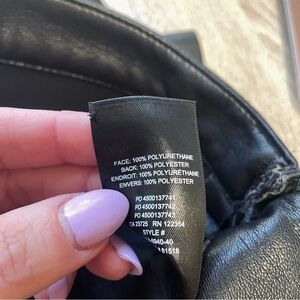 FACE: 100% POLYURETHANE
BACK: 100% POLYESTER
ENDROIT: 100% POLYURÉTHANE
ENVERS: 100% POLYESTER
PO 4500137741
PO 4500137742
PO 4500137743
CA 23725 RN 122354
STYLE #